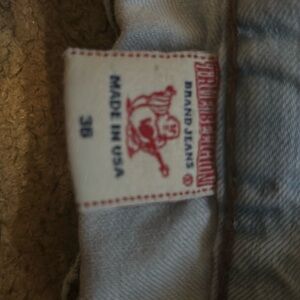 TRUE RELIGION
BRAND JEANS ®
MADE IN USA
36